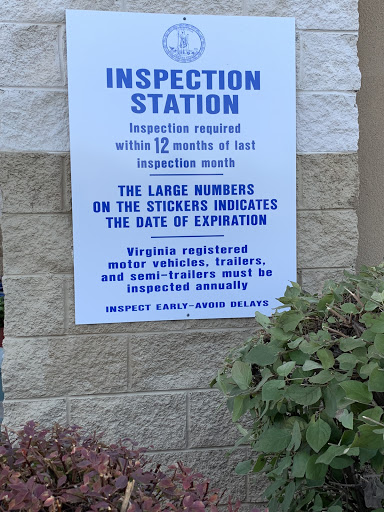 INSPECTION
STATION
Inspection required
within 12 months of last
inspection month
THE LARGE NUMBERS
ON THE STICKERS INDICATES
THE DATE OF EXPIRATION
Virginia registered
motor vehicles, trailers,
and semi-trailers must be
inspected annually
INSPECT EARLY-AVOID DELAYS